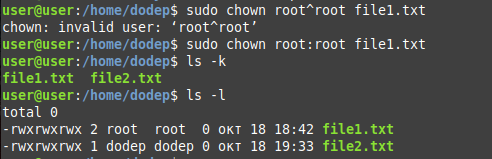 user@user:/home/dodep$ sudo chown root^root file1.txt
chown: invalid user: ‘root^root’
user@user:/home/dodep$ sudo chown root:root file1.txt
user@user:/home/dodep$ ls -k
file1.txt  file2.txt
user@user:/home/dodep$ ls -l
total 0
-rwxrwxrwx 2 root  root  0 окт 18 18:42 file1.txt
-rwxrwxrwx 1 dodep dodep 0 окт 18 19:33 file2.txt